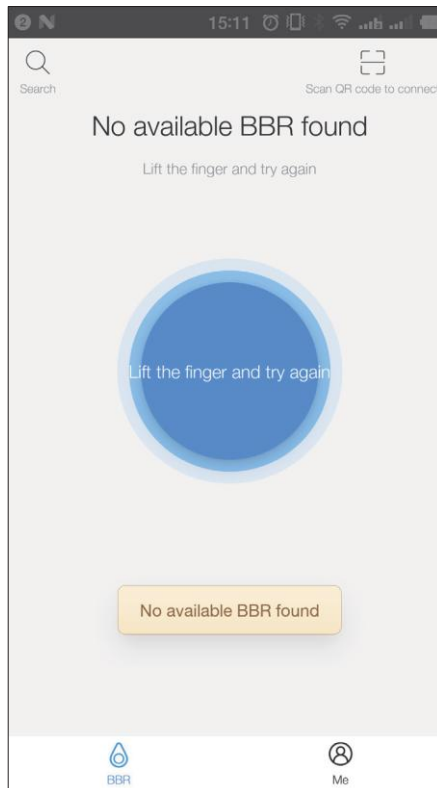 2 N 15:11
Search
Scan QR code to connect
No available BBR found
Lift the finger and try again
Lift the finger and try again
No available BBR found
BBR
Me